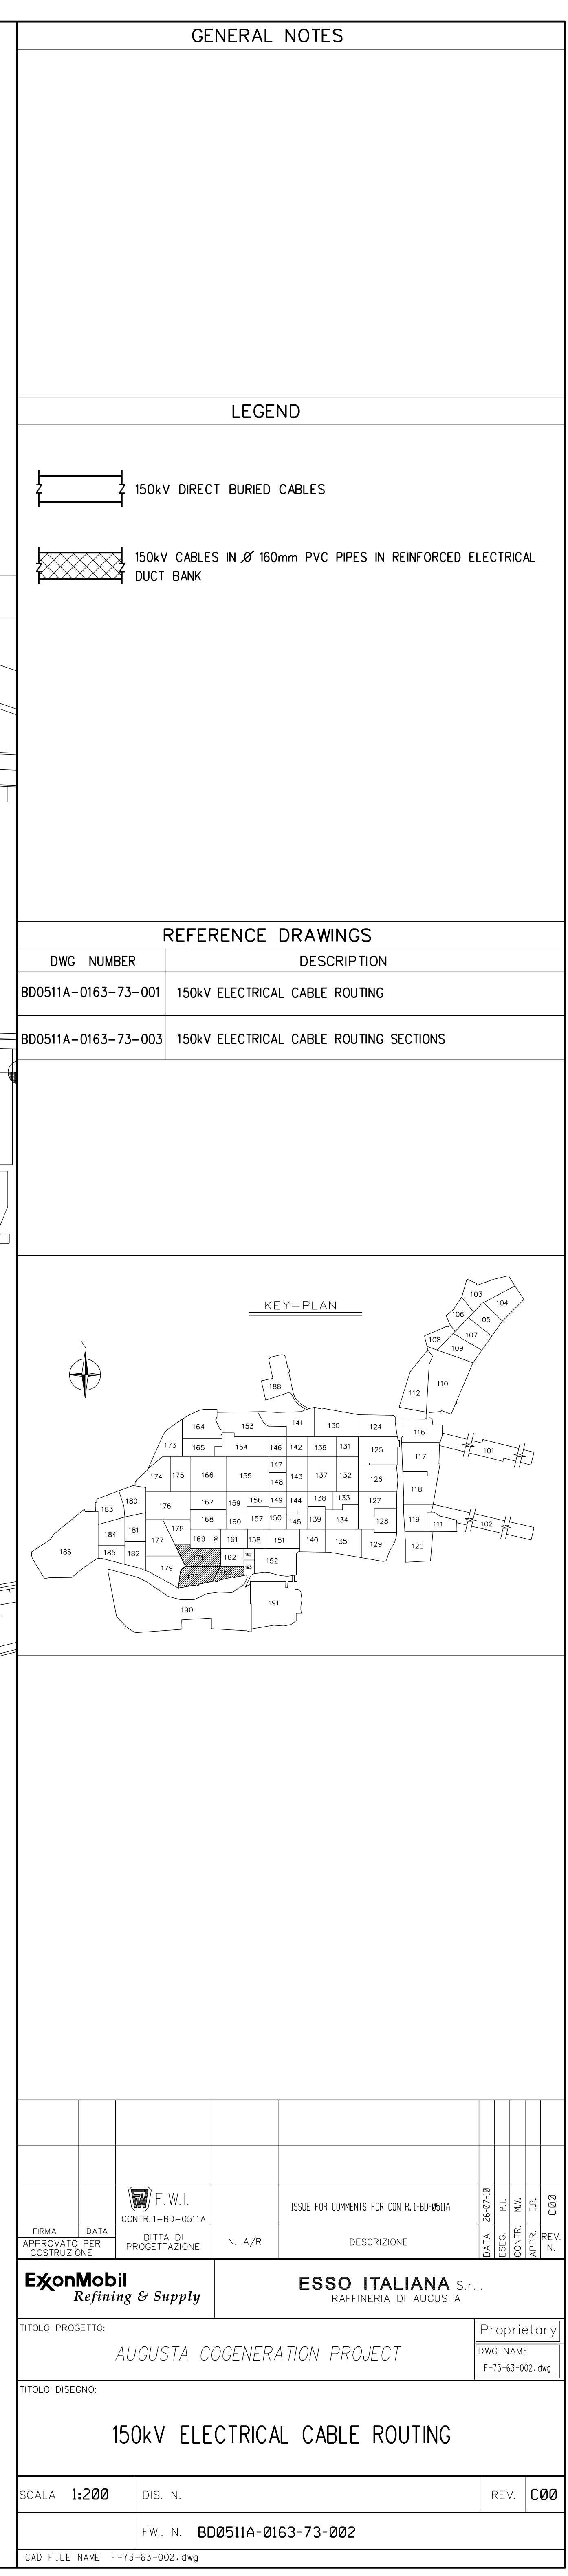 GENERAL NOTES
LEGEND
150kV DIRECT BURIED CABLES
150kV CABLES IN Ø 160mm PVC PIPES IN REINFORCED ELECTRICAL
DUCT BANK
REFERENCE DRAWINGS
DWG NUMBER DESCRIPTION
BD0511A-0163-73-001 150kV ELECTRICAL CABLE ROUTING
BD0511A-0163-73-003 150kV ELECTRICAL CABLE ROUTING SECTIONS
KEY-PLAN
N
103
104
106
105
107
108
109
112
110
188
164
153
141
130
124
116
173
165
154
146
142
136
131
125
101
117
147
174
175
166
155
148
143
137
132
126
118
183
180
176
167
159
156
149
144
138
133
127
168
160
157
150
145
139
134
128
119
111
102
184
181
178
177
169
170
161
158
151
140
135
129
120
186
185
182
171
162
192
152
193
179
172
163
190
191
F.W.I.
CONTR:1-BD-0511A
ISSUE FOR COMMENTS FOR CONTR.1-BD-0511A
26-07-10
P.I.
M.V.
E.P.
C00
FIRMA DATA
APPROVATO PER
COSTRUZIONE
DITTA DI
PROGETTAZIONE
N. A/R
DESCRIZIONE
DATA
ESEG.
CONTR.
APPR.
REV.
N.
ExxonMobil
Refining & Supply
ESSO ITALIANA S.r.l.
RAFFINERIA DI AUGUSTA
TITOLO PROGETTO:
AUGUSTA COGENERATION PROJECT
Proprietary
DWG NAME
F-73-63-002.dwg
TITOLO DISEGNO:
150kV ELECTRICAL CABLE ROUTING
SCALA 1:200 DIS. N. REV. C00
FWI. N. BD0511A-0163-73-002
CAD FILE NAME F-73-63-002.dwg